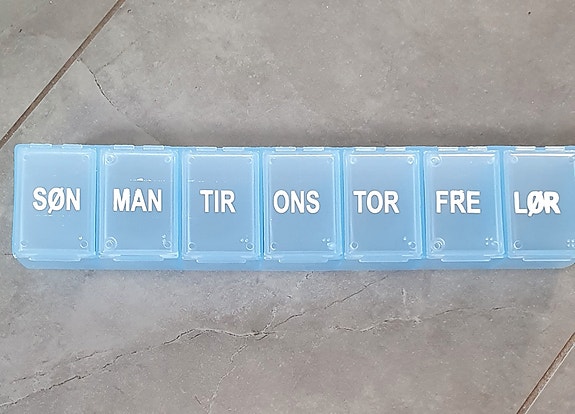 SØN MAN TIR ONS TOR FRE LØR